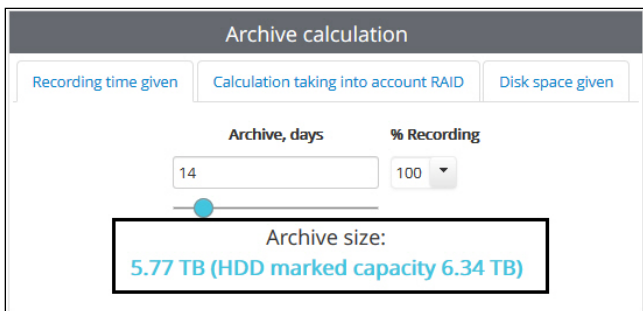 Archive calculation
Recording time given Calculation taking into account RAID Disk space given
Archive, days % Recording
14 100
Archive size:
5.77 TB (HDD marked capacity 6.34 TB)